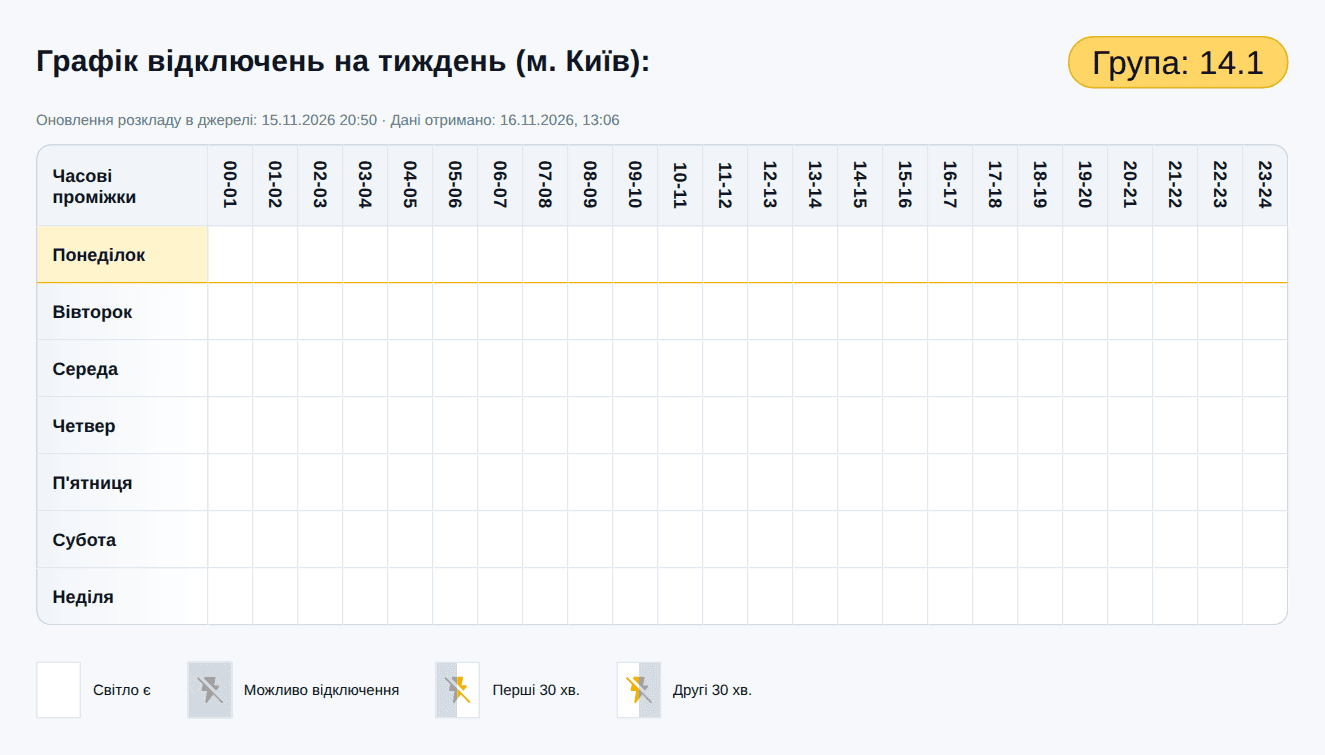 Графік відключень на тиждень (м. Київ):
Група: 14.1
Оновлення розкладу в джерелі: 15.11.2026 20:50 · Дані отримано: 16.11.2026, 13:06
Часові
проміжки
00-01
01-02
02-03
03-04
04-05
05-06
06-07
07-08
08-09
09-10
10-11
11-12
12-13
13-14
14-15
15-16
16-17
17-18
18-19
19-20
20-21
21-22
22-23
23-24
Понеділок
Вівторок
Середа
Четвер
П'ятниця
Субота
Неділя
Світло є
Можливо відключення
Перші 30 хв.
Другі 30 хв.